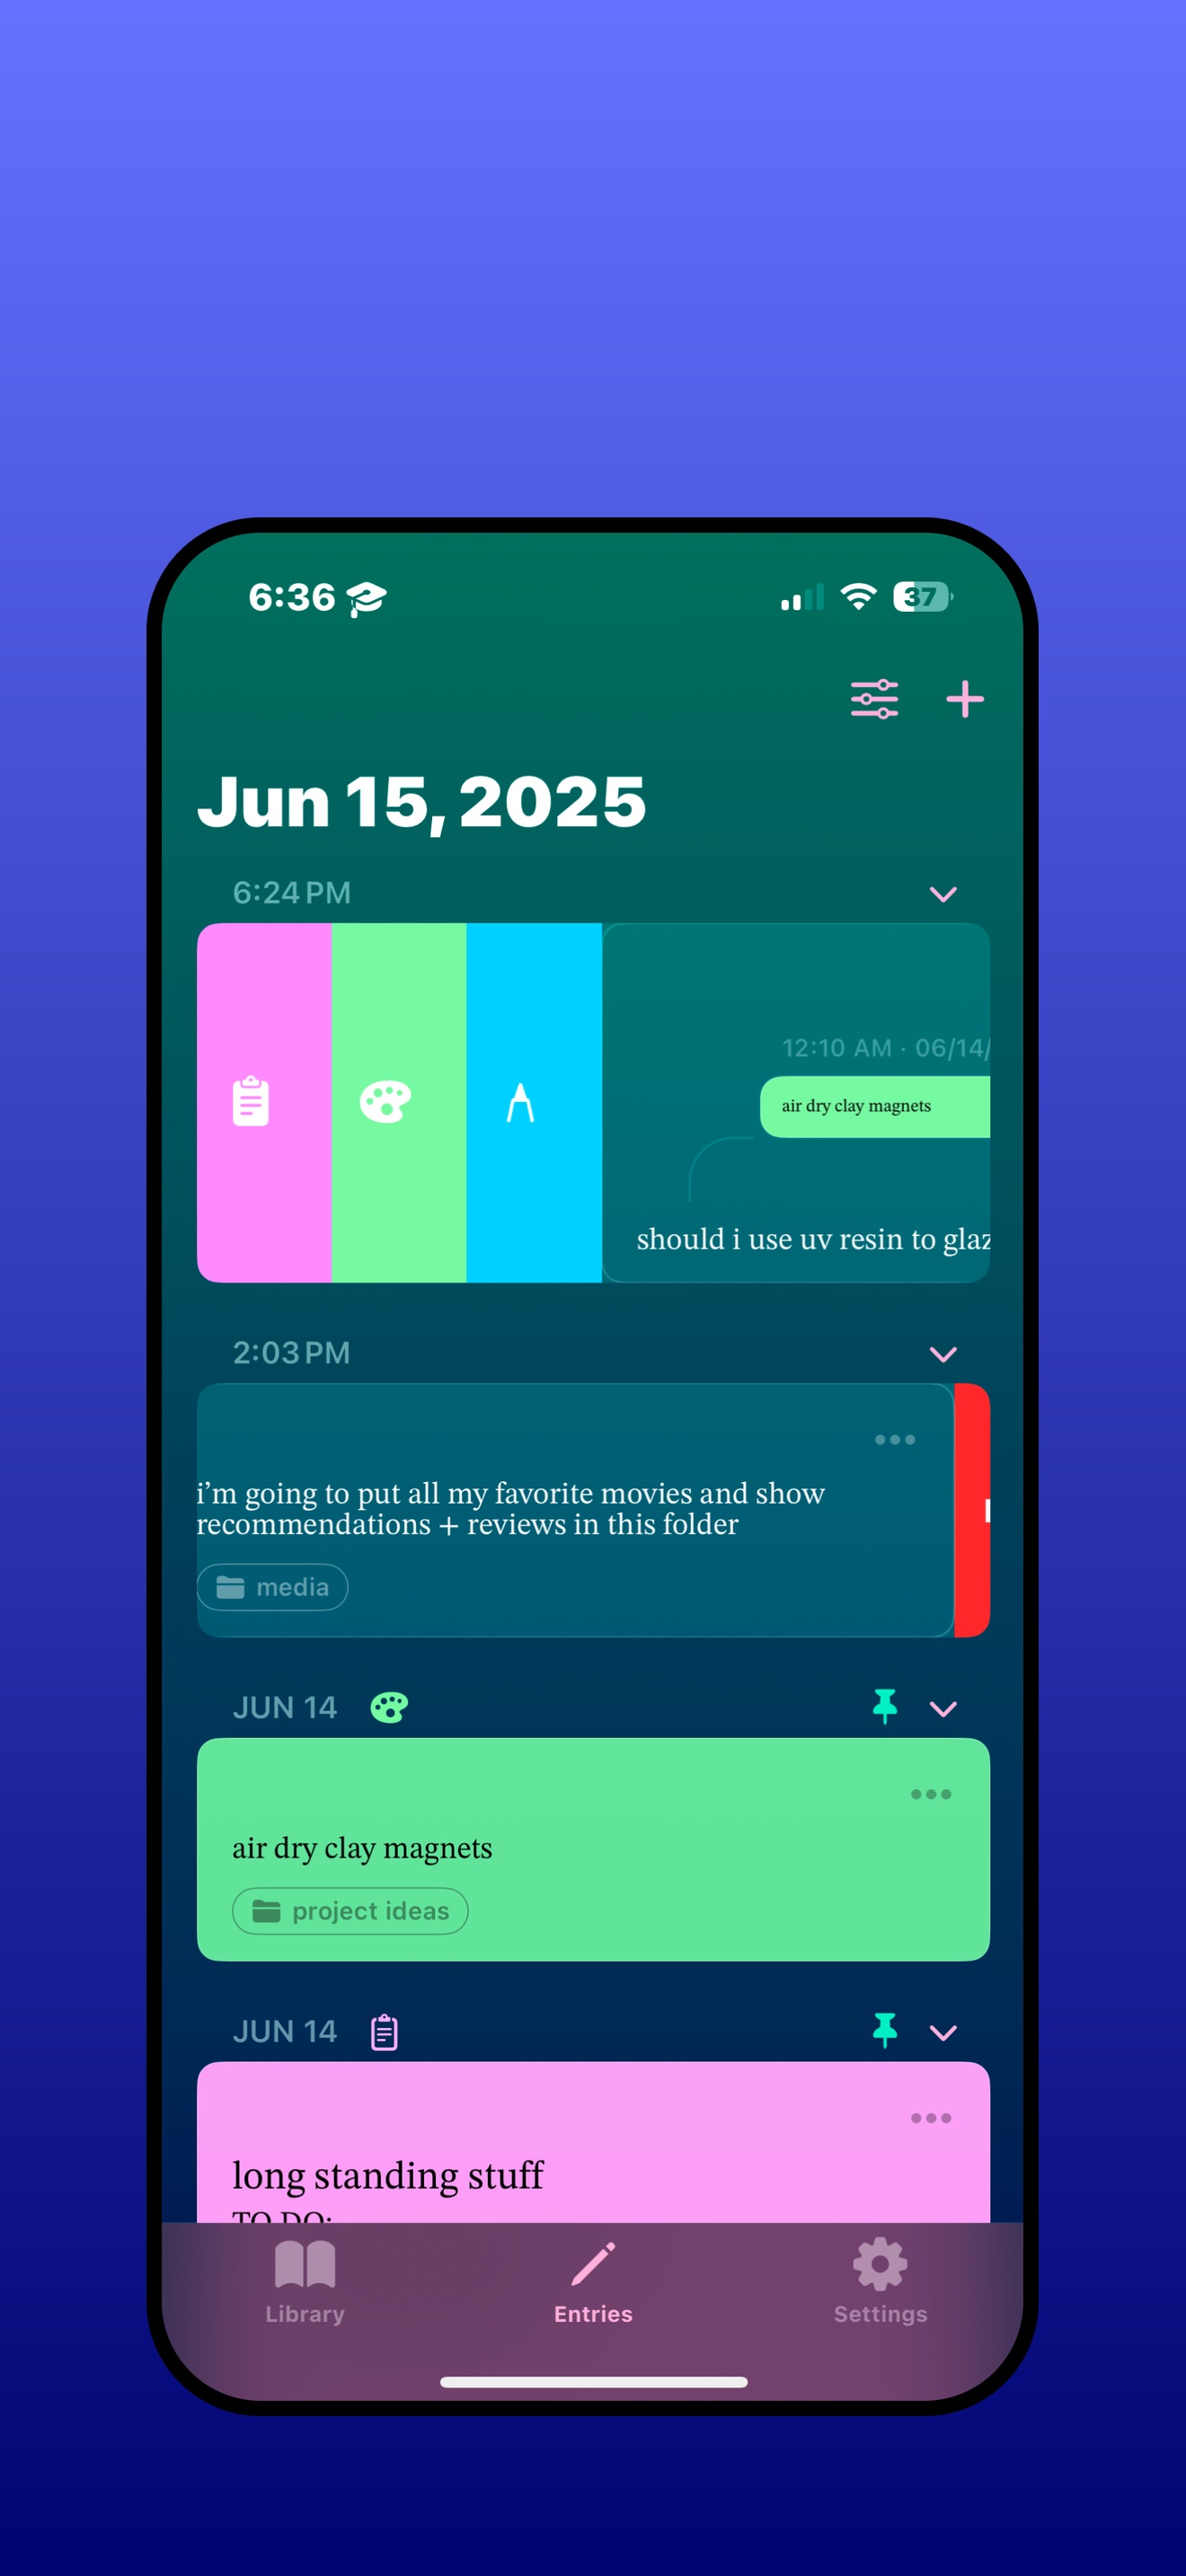 6:36
37
Jun 15, 2025
6:24 PM
12:10 AM · 06/14/
air dry clay magnets
should i use uv resin to glaz
2:03 PM
i’m going to put all my favorite movies and show
recommendations + reviews in this folder
media
JUN 14
air dry clay magnets
project ideas
JUN 14
long standing stuff
TO DO:
Library
Entries
Settings